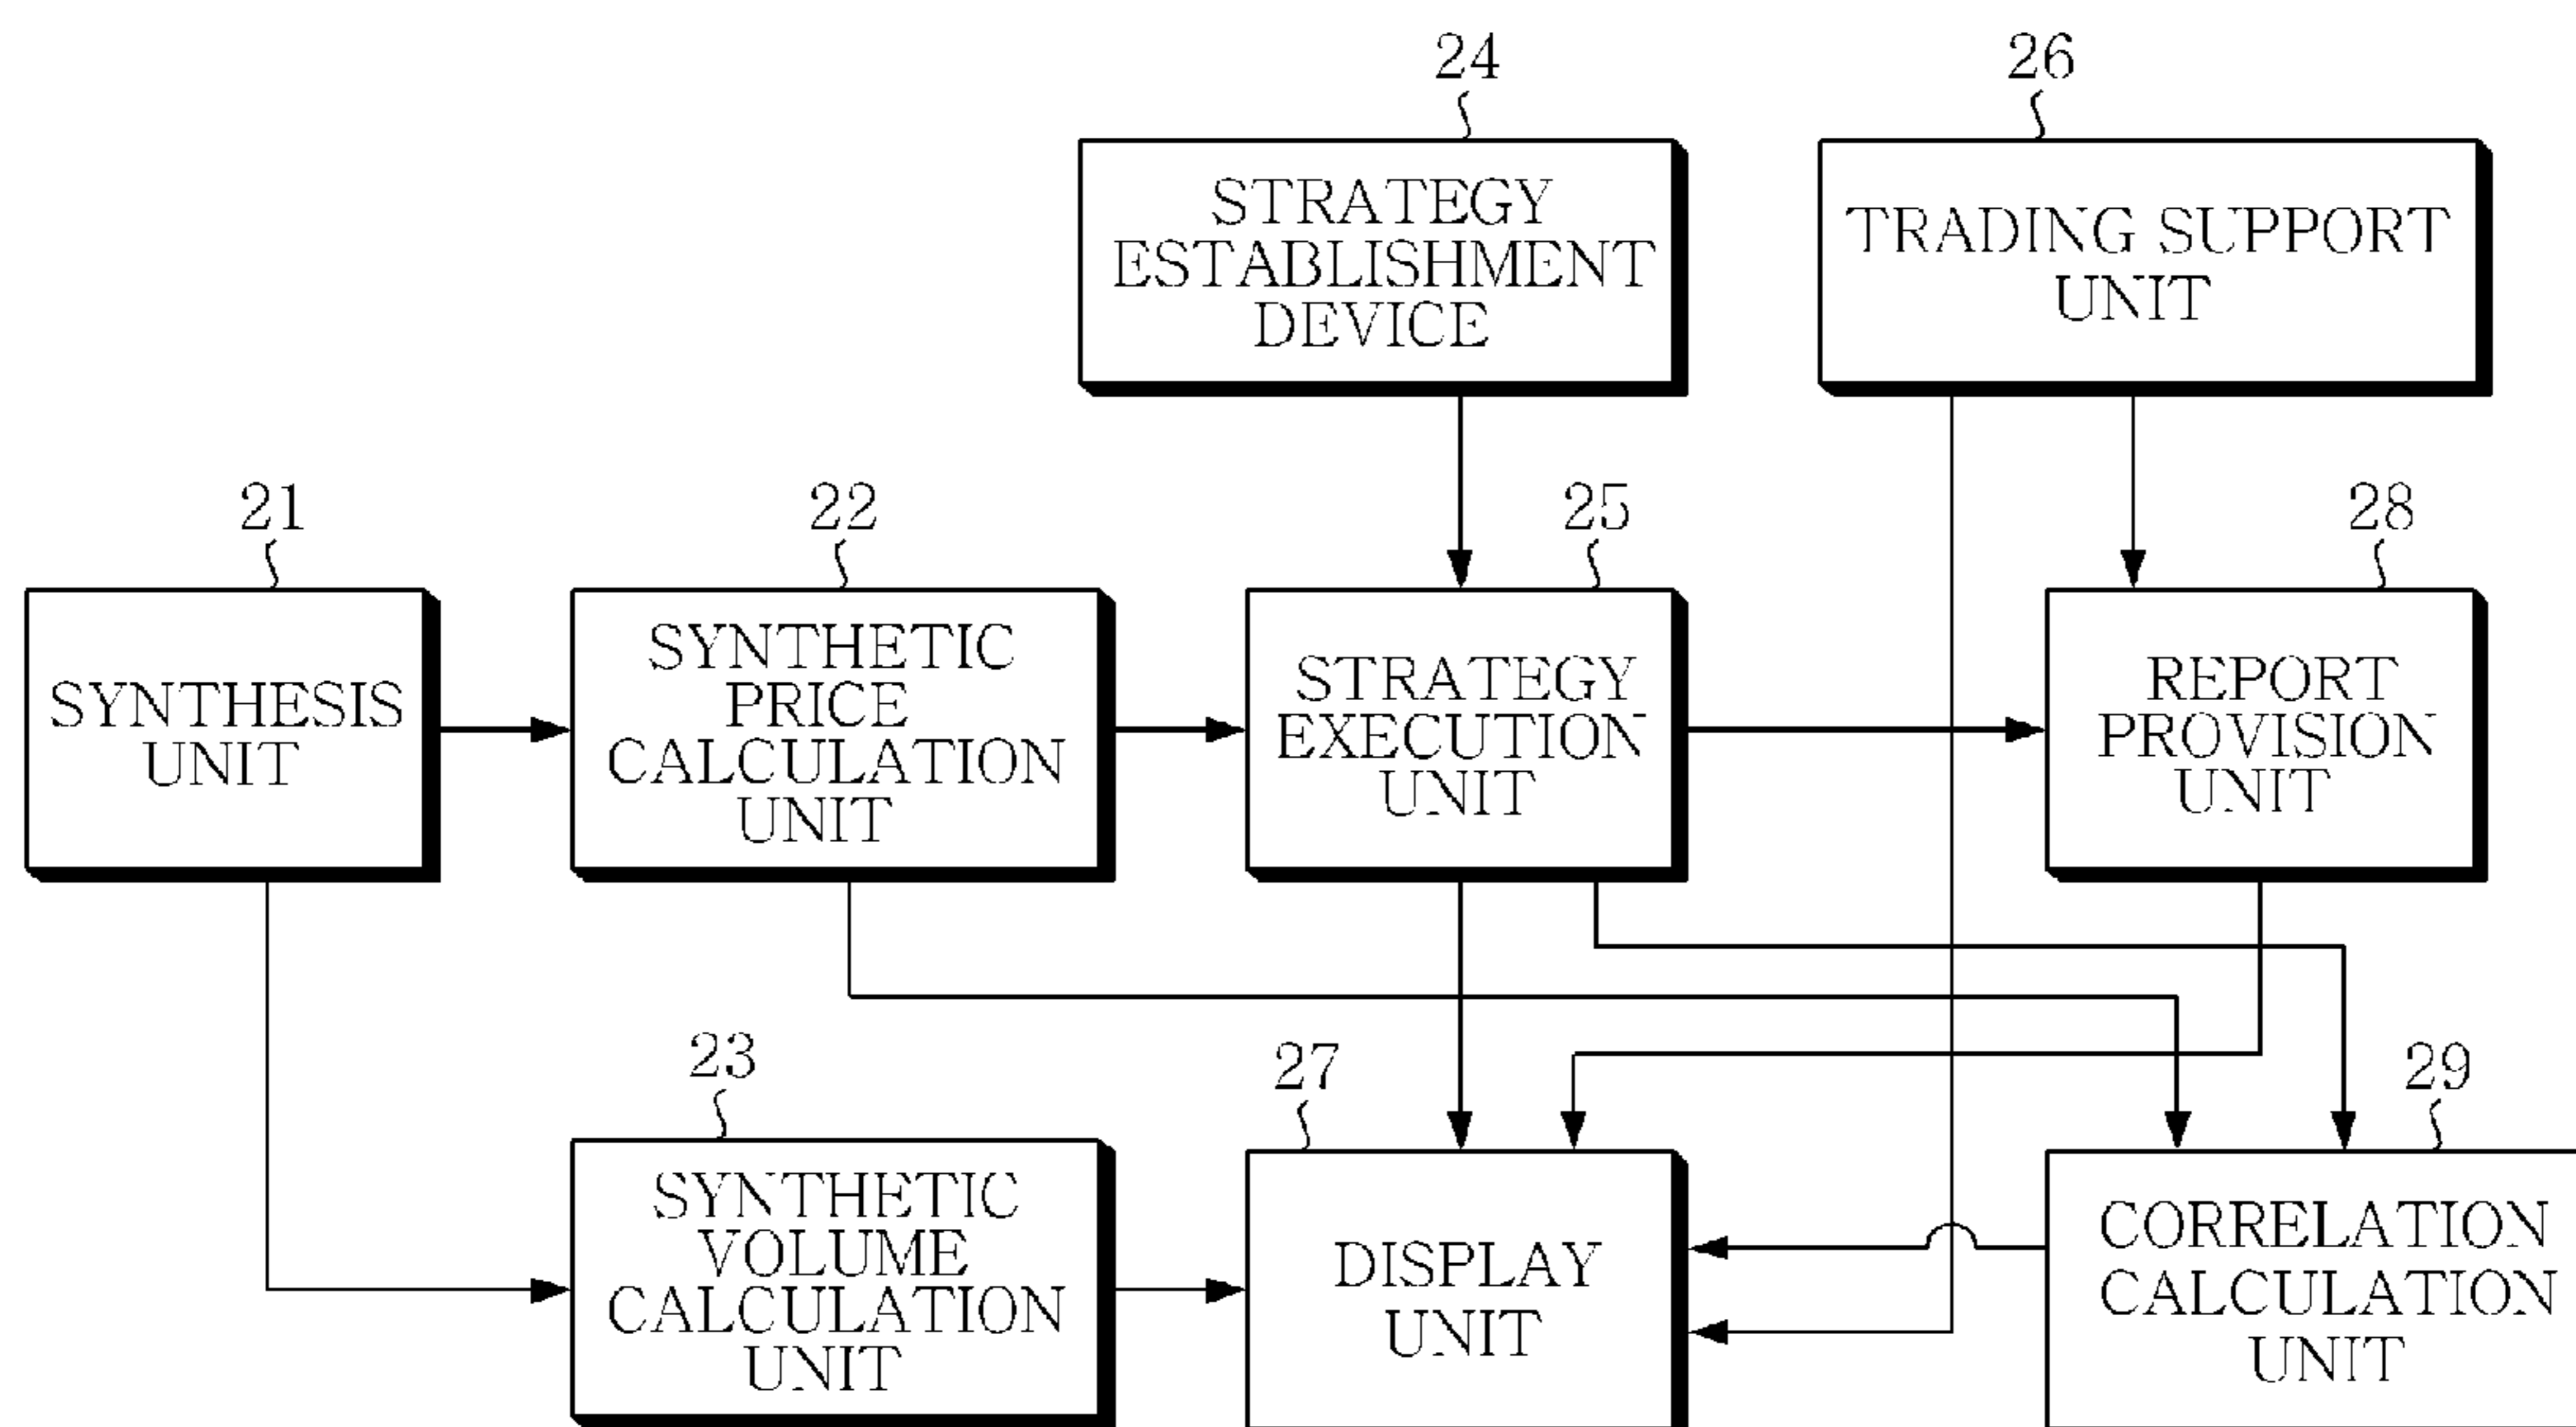 24
26
STRATEGY
ESTABLISHMENT
DEVICE
TRADING SUPPORT
UNIT
21
22
25
28
SYNTHESIS
UNIT
SYNTHETIC
PRICE
CALCULATION
UNIT
STRATEGY
EXECUTION
UNIT
REPORT
PROVISION
UNIT
23
27
29
SYNTHETIC
VOLUME
CALCULATION
UNIT
DISPLAY
UNIT
CORRELATION
CALCULATION
UNIT